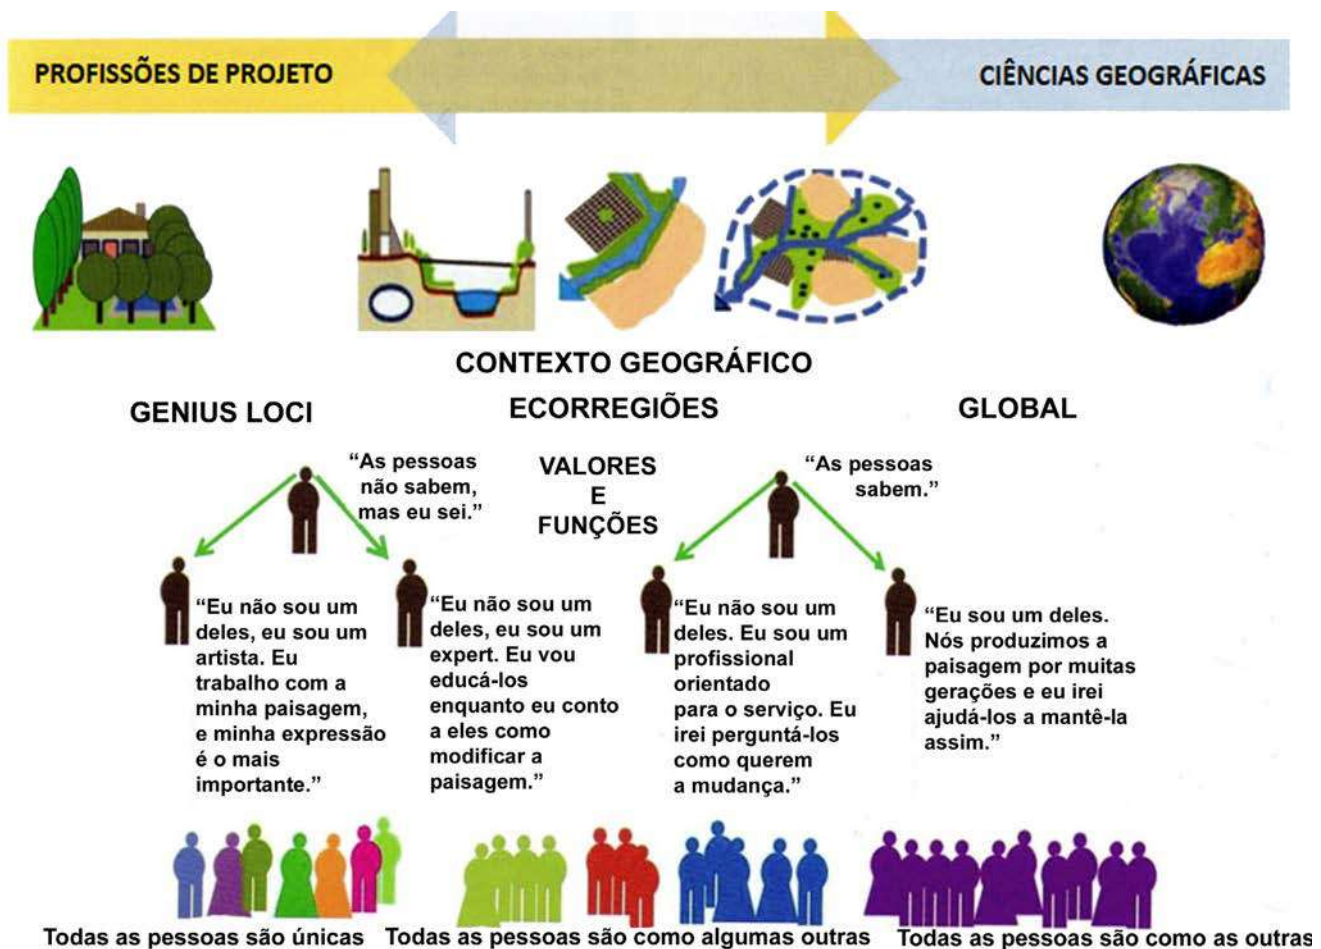 PROFISSÕES DE PROJETO
CIÊNCIAS GEOGRÁFICAS
CONTEXTO GEOGRÁFICO
GENIUS LOCI
ECORREGIÕES
GLOBAL
“As pessoas
não sabem,
mas eu sei.”
VALORES
E
FUNÇÕES
“As pessoas
sabem.”
“Eu não sou um
deles, eu sou um
artista. Eu
trabalho com a
minha paisagem,
e minha expressão
é o mais
importante.”
“Eu não sou um
deles, eu sou um
expert. Eu vou
educá-los
enquanto eu conto
a eles como
modificar a
paisagem.”
“Eu não sou um
deles. Eu sou um
profissional
orientado
para o serviço. Eu
irei perguntá-los
como querem
a mudança.”
“Eu sou um deles.
Nós produzimos a
paisagem por muitas
gerações e eu irei
ajudá-los a mantê-la
assim.”
Todas as pessoas são únicas
Todas as pessoas são como algumas outras
Todas as pessoas são como as outras